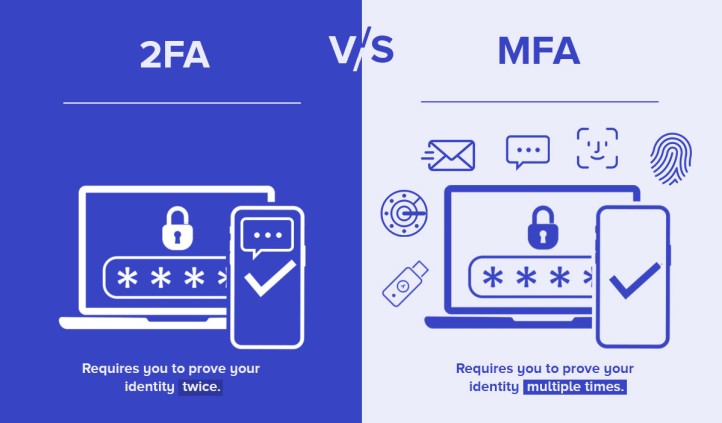 2FA
V/S
MFA
* * * *
* * * *
Requires you to prove your
identity twice.
Requires you to prove your
identity multiple times.